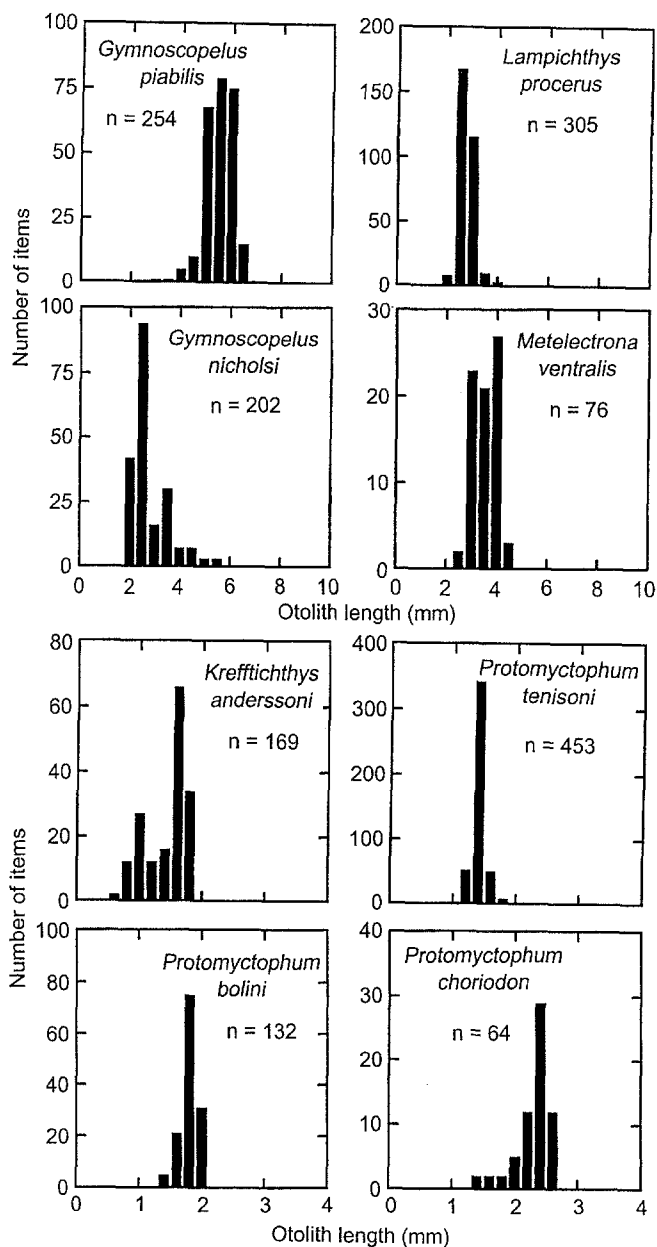 Number of items
100
75
50
25
0
Gymnoscopelus
piabilis
n = 254
200
150
100
50
0
Lampichthys
procerus
n = 305
100
75
50
25
0
Gymnoscopelus
nicholsi
n = 202
0 2 4 6 8 10
30
20
10
0
Metelectrona
ventralis
n = 76
0 2 4 6 8 10
Otolith length (mm)
Number of items
80
60
40
20
0
Krefftichthys
anderssoni
n = 169
400
300
200
100
0
Protomyctophum
tenisoni
n = 453
100
80
60
40
20
0
Protomyctophum
bolini
n = 132
0 1 2 3 4
40
30
20
10
0
Protomyctophum
choriodon
n = 64
0 1 2 3 4
Otolith length (mm)